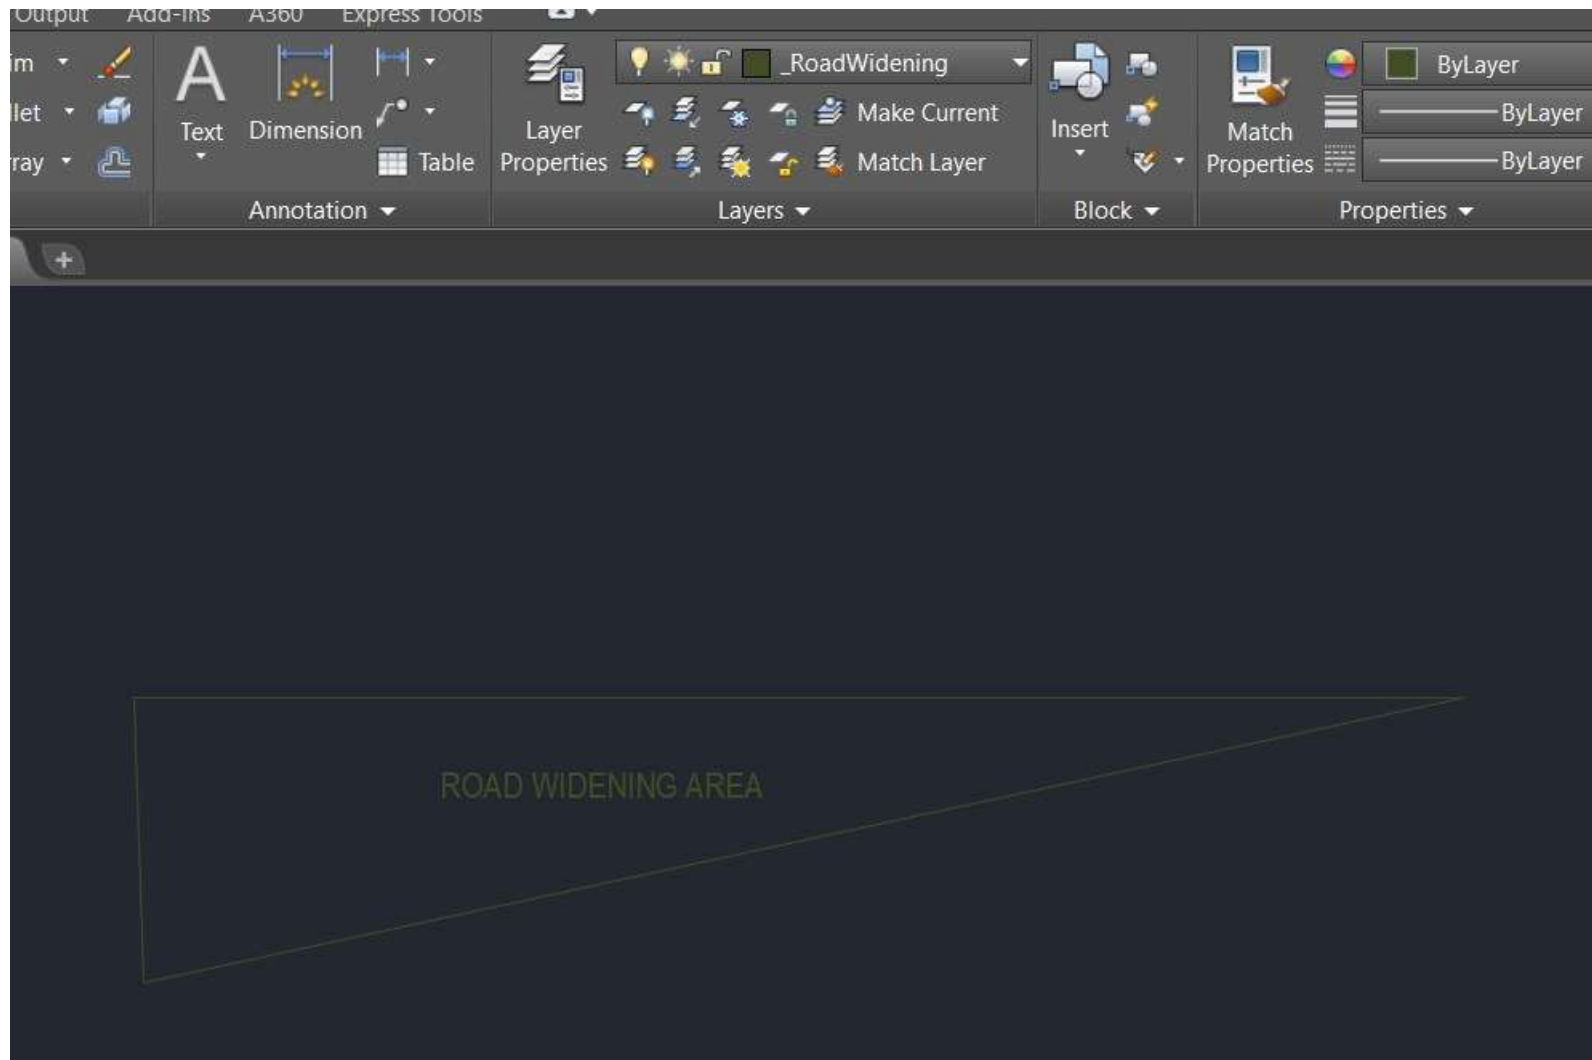 Output Add-Ins A360 Express Tools
im
_RoadWidening
ByLayer
llet
Text
Dimension
Layer
Properties
Make Current
Insert
Match
Properties
ByLayer
ray
Table
Match Layer
ByLayer
Annotation
Layers
Block
Properties
ROAD WIDENING AREA